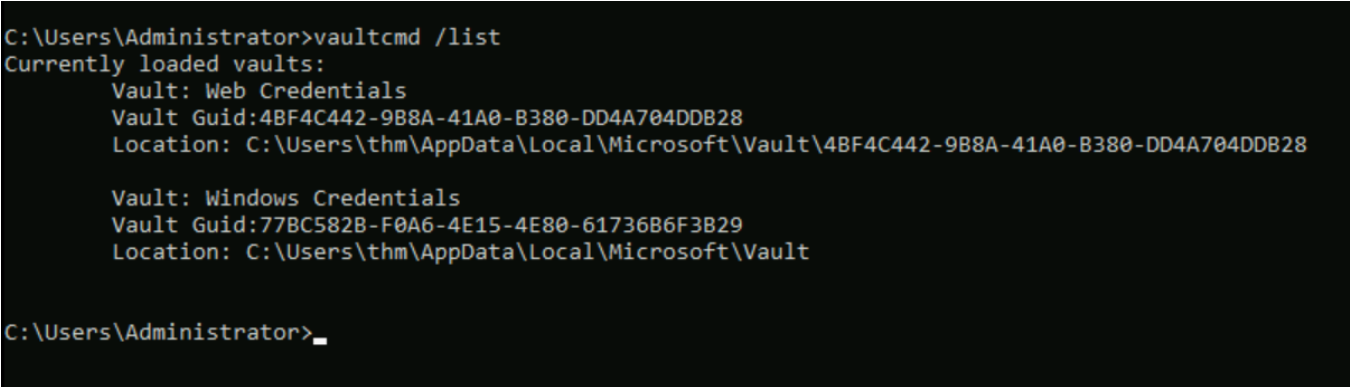 C:\Users\Administrator>vaultcmd /list
Currently loaded vaults:
Vault: Web Credentials
Vault Guid:4BF4C442-9B8A-41A0-B380-DD4A704DDB28
Location: C:\Users\thm\AppData\Local\Microsoft\Vault\4BF4C442-9B8A-41A0-B380-DD4A704DDB28
Vault: Windows Credentials
Vault Guid:77BC582B-F0A6-4E15-4E80-61736B6F3B29
Location: C:\Users\thm\AppData\Local\Microsoft\Vault
C:\Users\Administrator>